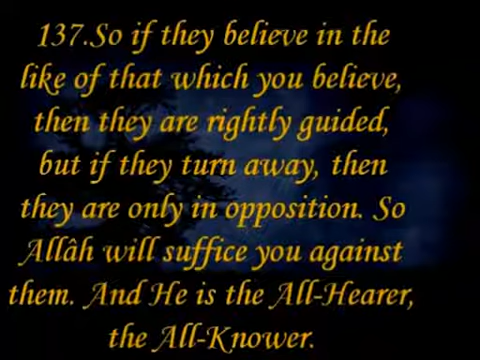 137.So if they believe in the
like of that which you believe,
then they are rightly guided,
but if they turn away, then
they are only in opposition. So
Allâh will suffice you against
them. And He is the All-Hearer,
the All-Knower.